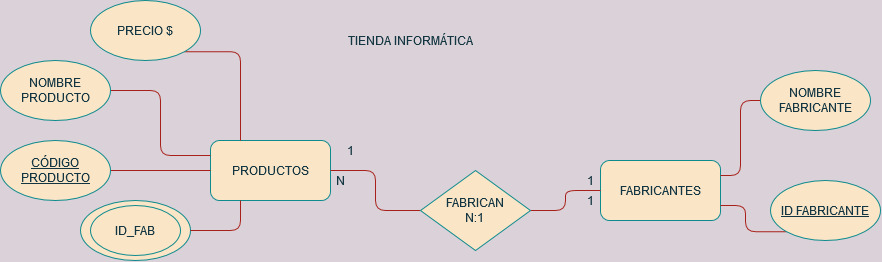 TIENDA INFORMÁTICA
PRECIO $
NOMBRE
PRODUCTO
CÓDIGO
PRODUCTO
ID_FAB
PRODUCTOS
1
N
FABRICAN
N:1
1
1
FABRICANTES
NOMBRE
FABRICANTE
ID FABRICANTE